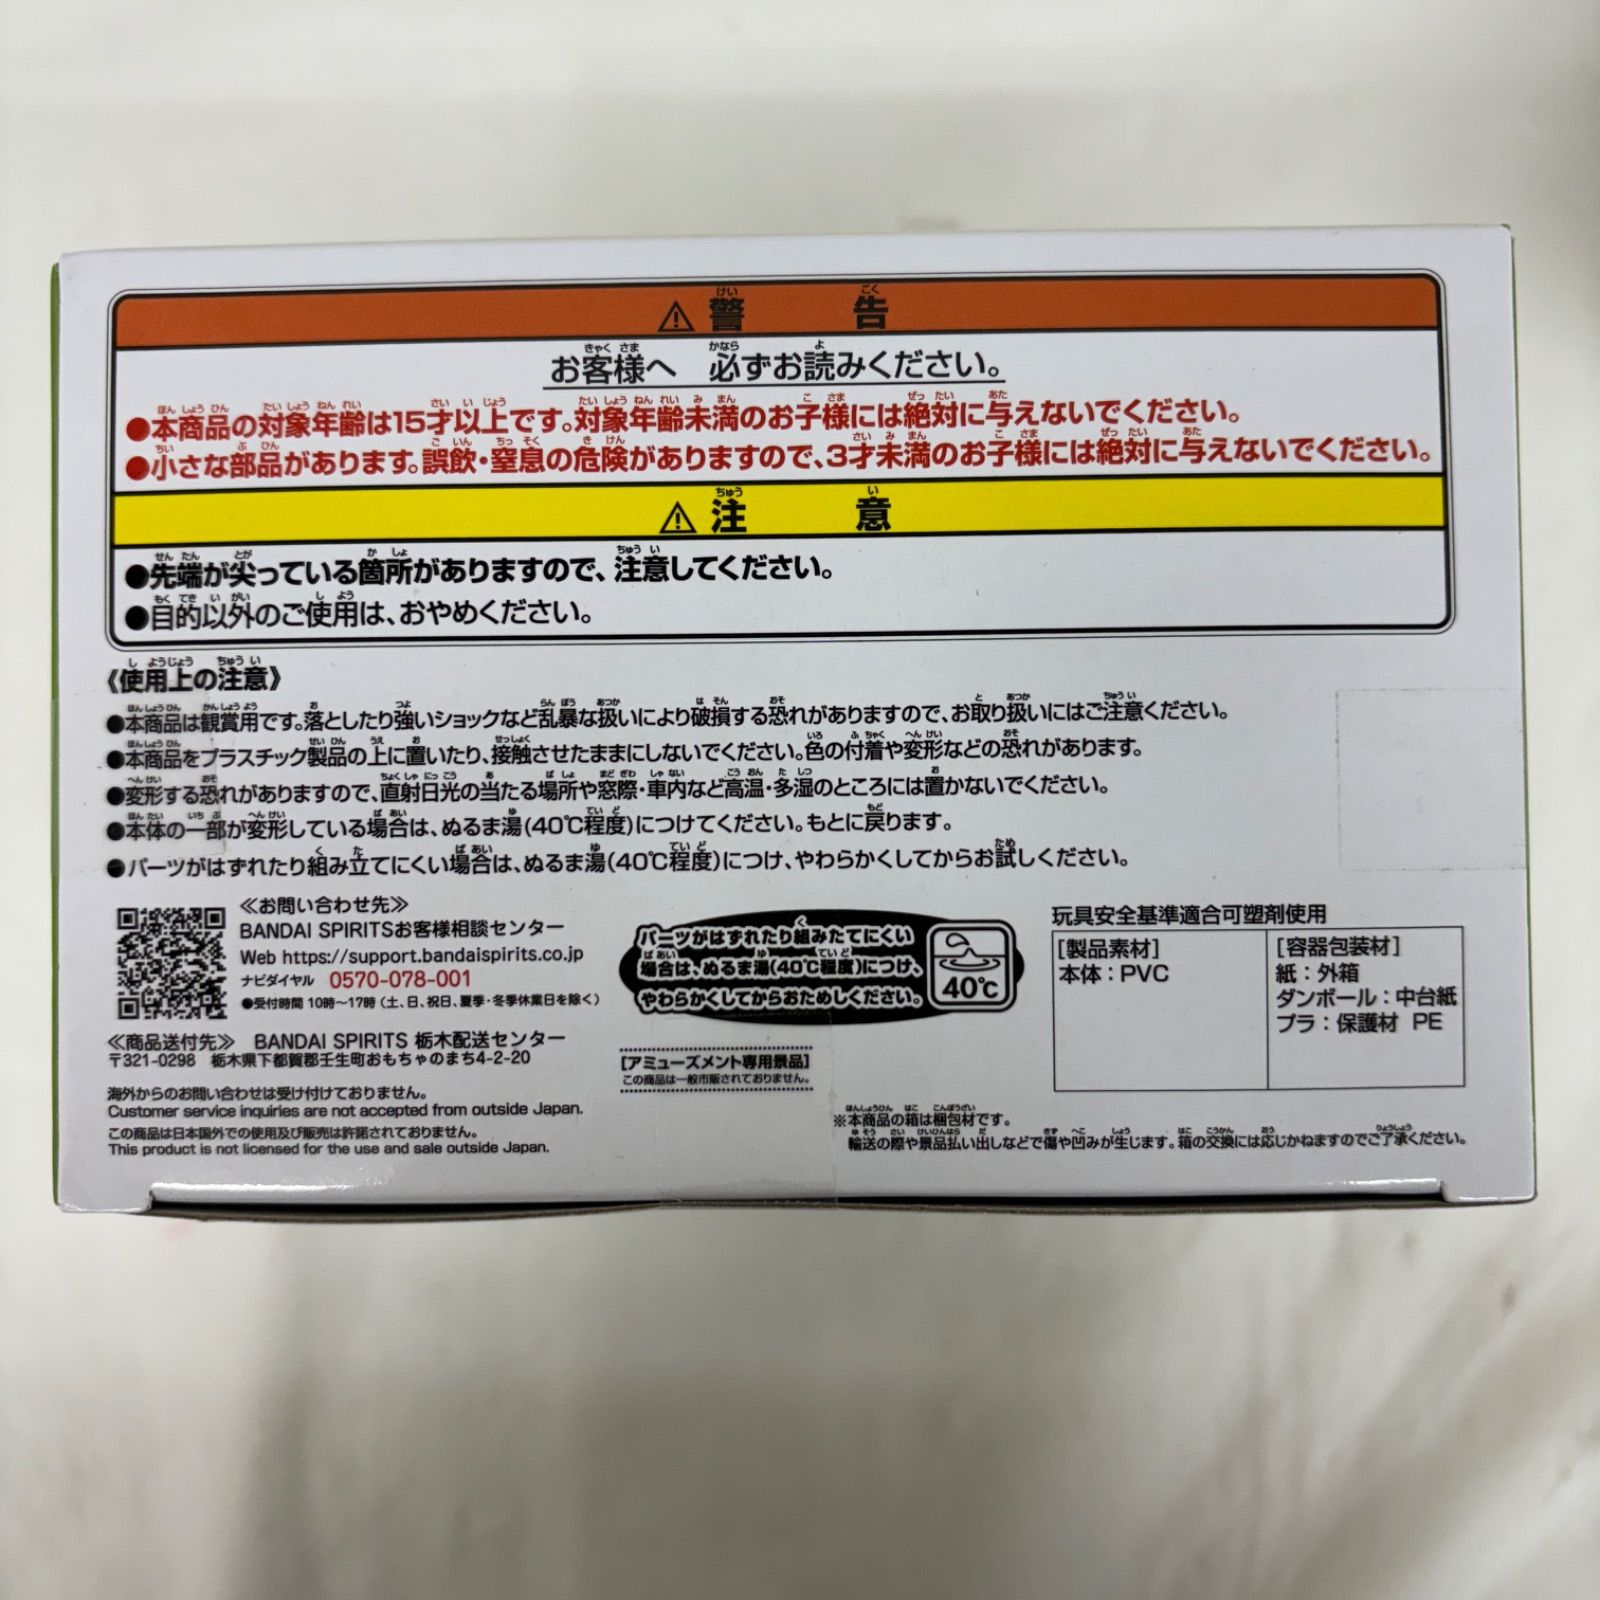 ⚠警告
お客様へ 必ずお読みください。
●本商品の対象年齢は15才以上です。対象年齢未満のお子様には絶対に与えないでください。
●小さな部品があります。誤飲・窒息の危険がありますので、3才未満のお子様には絶対に与えないでください。
⚠注意
●先端が尖っている箇所がありますので、注意してください。
●目的以外のご使用は、おやめください。
《使用上の注意》
●本商品は観賞用です。落としたり強いショックなど乱暴な扱いにより破損する恐れがありますので、お取り扱いにはご注意ください。
●本商品をプラスチック製品の上に置いたり、接触させたままにしないでください。色の付着や変形などの恐れがあります。
●変形する恐れがありますので、直射日光の当たる場所や窓際・車内など高温・多湿のところには置かないでください。
●本体の一部が変形している場合は、ぬるま湯(40℃程度)につけてください。もとに戻ります。
●パーツがはずれたり組み立てにくい場合は、ぬるま湯(40℃程度)につけ、やわらかくしてからお試しください。
≪お問い合わせ先≫
BANDAI SPIRITSお客様相談センター
Web https://support.bandaispirits.co.jp
ナビダイヤル 0570-078-001
●受付時間 10時〜17時（土、日、祝日、夏季・冬季休業日を除く）
≪商品送付先≫ BANDAI SPIRITS 栃木配送センター
〒321-0298 栃木県下都賀郡壬生町おもちゃのまち4-2-20
海外からのお問い合わせは受け付けておりません。
Customer service inquiries are not accepted from outside Japan.
この商品は日本国外での使用及び販売は許諾されておりません。
This product is not licensed for the use and sale outside Japan.
パーツがはずれたり組みたてにくい
場合は、ぬるま湯(40℃程度)につけ、
やわらかくしてからおためしください。
40℃
[アミューズメント専用景品]
この商品は一般市販されておりません。
玩具安全基準適合可塑剤使用
[製品素材]
本体：PVC
[容器包装材]
紙：外箱
ダンボール：中台紙
プラ：保護材 PE
※本商品の箱は梱包材です。
輸送の際や景品払い出しなどで傷や凹みが生じます。箱の交換には応じかねますのでご了承ください。